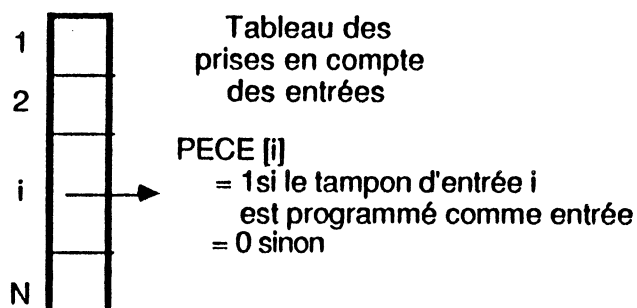 Tableau des
prises en compte
des entrées
1
2
i
N
PECE [i]
= 1si le tampon d'entrée i
est programmé comme entrée
= 0 sinon